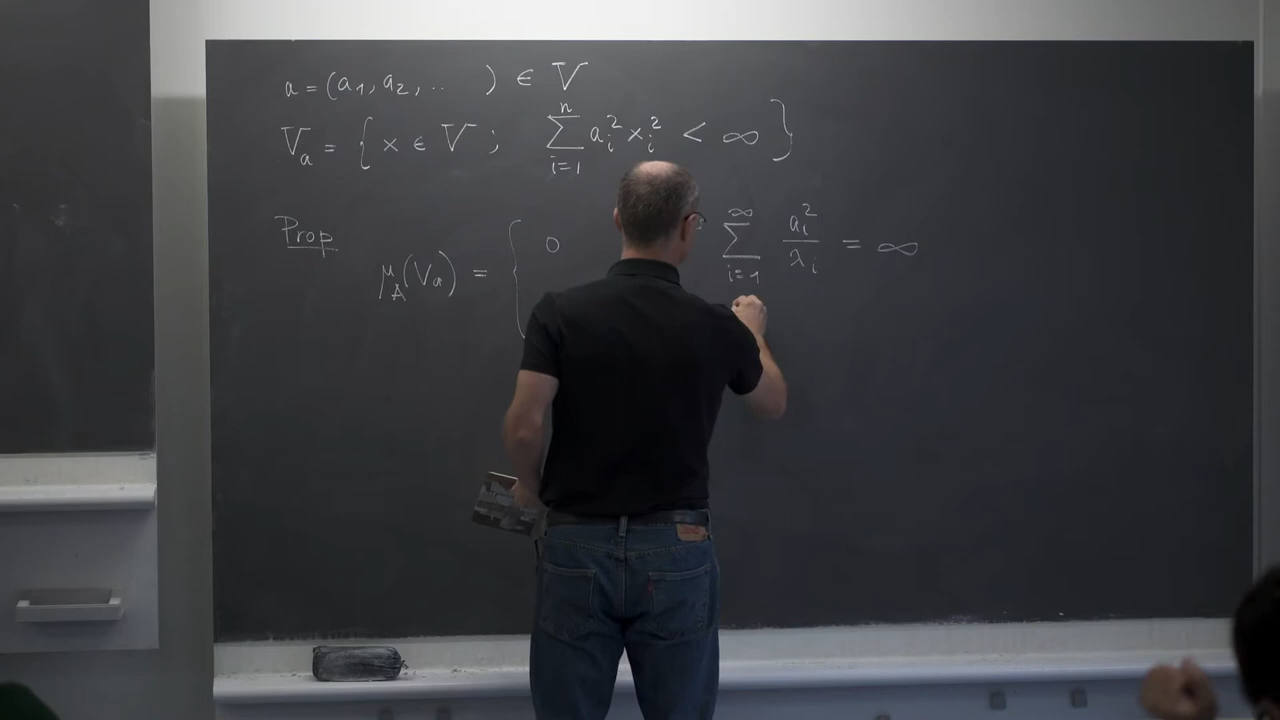 a = (a₁, a₂, .. ) ∈ V
Vₐ = { x ∈ V ; ∑ᵢ₌₁ⁿ aᵢ² xᵢ² < ∞ }
Prop
μ_A(Vₐ) = { 0 ∑ᵢ₌₁^∞ aᵢ²/λᵢ = ∞